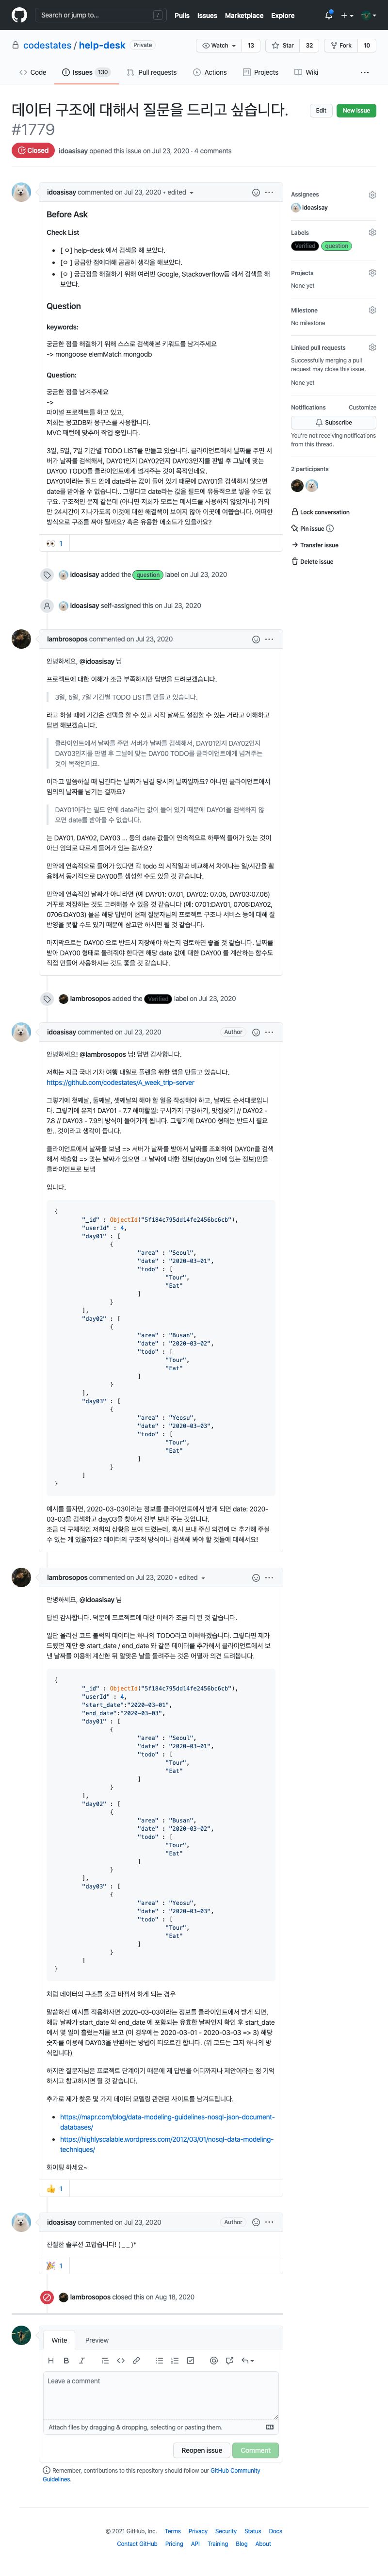 Search or jump to...
/
Pulls Issues Marketplace Explore
codestates / help-desk Private
Watch 13
Star 32
Fork 10
Code
Issues 130
Pull requests
Actions
Projects
Wiki
데이터 구조에 대해서 질문을 드리고 싶습니다.
#1779
Edit
New issue
Closed
idoasisay opened this issue on Jul 23, 2020 · 4 comments
idoasisay commented on Jul 23, 2020 • edited
Before Ask
Check List
[ ㅇ] help-desk 에서 검색을 해 보았다.
[ㅇ ] 궁금한 점에대해 곰곰히 생각을 해보았다.
[ㅇ ] 궁금점을 해결하기 위해 여러번 Google, Stackoverflow등 에서 검색을 해
보았다.
Question
keywords:
궁금한 점을 해결하기 위해 스스로 검색해본 키워드를 남겨주세요
-> mongoose elemMatch mongodb
Question:
궁금한 점을 남겨주세요
->
파이널 프로젝트를 하고 있고,
저희는 몽고DB와 몽구스를 사용합니다.
MVC 패턴에 맞추어 작업 중입니다.
3일, 5일, 7일 기간별 TODO LIST를 만들고 있습니다. 클라이언트에서 날짜를 주면 서
버가 날짜를 검색해서, DAY01인지 DAY02인지 DAY03인지를 판별 후 그날에 맞는
DAY00 TODO를 클라이언트에게 넘겨주는 것이 목적인데요.
DAY01이라는 필드 안에 date라는 값이 들어 있기 때문에 DAY01을 검색하지 않으면
date를 받아올 수 없습니다.. 그렇다고 date라는 값을 필드에 유동적으로 넣을 수도 없
구요. 구조적인 문제 같은데 아니라면 저희가 모르는 메서드를 사용하지 않았거나.. 거의
만 24시간이 지나가도록 이것에 대한 해결책이 보이지 않아 이곳에 여쭙습니다. 어떠한
방식으로 구조를 짜야 될까요? 혹은 유용한 메소드가 있을까요?
👀 1
idoasisay added the question label on Jul 23, 2020
idoasisay self-assigned this on Jul 23, 2020
lambrosopos commented on Jul 23, 2020
안녕하세요, @idoasisay 님
프로젝트에 대한 이해가 조금 부족하지만 답변을 드려보겠습니다.
3일, 5일, 7일 기간별 TODO LIST를 만들고 있습니다.
라고 하실 때에 기간은 선택을 할 수 있고 시작 날짜도 설정할 수 있는 거라고 이해하고
답변 해보겠습니다.
클라이언트에서 날짜를 주면 서버가 날짜를 검색해서, DAY01인지 DAY02인지
DAY03인지를 판별 후 그날에 맞는 DAY00 TODO를 클라이언트에게 넘겨주는
것이 목적인데요.
이라고 말씀하실 때 넘긴다는 날짜가 넘길 당시의 날짜일까요? 아니면 클라이언트에서
임의의 날짜를 넘기는 걸까요?
DAY01이라는 필드 안에 date라는 값이 들어 있기 때문에 DAY01을 검색하지 않
으면 date를 받아올 수 없습니다.
는 DAY01, DAY02, DAY03 ... 등의 date 값들이 연속적으로 하루씩 들어가 있는 것이
아닌 임의로 다르게 들어가 있는 걸까요?
만약에 연속적으로 들어가 있다면 각 todo 의 시작일과 비교해서 차이나는 일/시간을 활
용해서 동기적으로 DAY00를 생성할 수도 있을 것 같습니다.
만약에 연속적인 날짜가 아니라면 (예 DAY01: 07.01, DAY02: 07.05, DAY03:07.06)
가꾸로 저장하는 것도 고려해볼 수 있을 것 같습니다 (예: 0701:DAY01, 0705:DAY02,
0706:DAY03) 물론 해당 답변이 현재 질문자님의 프로젝트 구조나 서비스 등에 대해 잘
반영을 못할 수도 있기 때문에 참고만 하시면 될 것 같습니다.
마지막으로는 DAY00 으로 반드시 저장해야 하는지 검토하면 좋을 것 같습니다. 날짜를
받아 DAY00 형태로 돌려줘야 한다면 해당 date 값에 대한 DAY00 를 계산하는 함수도
직접 만들어 사용하시는 것도 좋을 것 같습니다.
lambrosopos added the Verified label on Jul 23, 2020
idoasisay commented on Jul 23, 2020
Author
안녕하세요! @lambrosopos 님! 답변 감사합니다.
저희는 지금 국내 기차 여행 내일로 플랜을 위한 앱을 만들고 있습니다.
https://github.com/codestates/A_week_trip-server
그렇기에 첫째날, 둘째날, 셋째날의 해야 할 일을 작성해야 하고, 날짜도 순서대로입니
다. 그렇기에 유저1 DAY01 - 7.7 해야할일: 구시가지 구경하기, 맛집찾기 // DAY02 -
7.8 // DAY03 - 7.9의 방식이 들어가게 됩니다. 그렇기에 DAY00 형태는 반드시 필요
한.. 것이라고 생각이 듭니다.
클라이언트에서 날짜를 보냄 => 서버가 날짜를 받아서 날짜를 조회하여 DAY0n을 검색
해서 색출함 => 맞는 날짜가 있으면 그 날짜에 대한 정보(day0n 안에 있는 정보)만을
클라이언트로 보냄
입니다.
{
"_id" : ObjectId("5f184c795dd14fe2456bc6cb"),
"userId" : 4,
"day01" : [
{
"area" : "Seoul",
"date" : "2020-03-01",
"todo" : [
"Tour",
"Eat"
]
}
],
"day02" : [
{
"area" : "Busan",
"date" : "2020-03-02",
"todo" : [
"Tour",
"Eat"
]
}
],
"day03" : [
{
"area" : "Yeosu",
"date" : "2020-03-03",
"todo" : [
"Tour",
"Eat"
]
}
]
}
예시를 들자면, 2020-03-03이라는 정보를 클라이언트에서 받게 되면 date: 2020-
03-03을 검색하고 day03을 찾아서 전부 보내 주는 것입니다.
조금 더 구체적인 저희의 상황을 보여 드렸는데, 혹시 보내 주신 의견에 더 추가해 주실
수 있는 게 있을까요? 데이터의 구조적 방식이나 검색해 봐야 할 것들에 대해서요!
lambrosopos commented on Jul 23, 2020 • edited
안녕하세요, @idoasisay 님
답변 감사합니다. 덕분에 프로젝트에 대한 이해가 조금 더 된 것 같습니다.
일단 올리신 코드 블럭의 데이터는 하나의 TODO라고 이해하겠습니다. 그렇다면 제가
드렸던 제안 중 start_date / end_date 와 같은 데이터를 추가해서 클라이언트에서 보
낸 날짜를 이용해 계산한 뒤 알맞은 날을 돌려주는 것은 어떨까 의견 드려봅니다.
{
"_id" : ObjectId("5f184c795dd14fe2456bc6cb"),
"userId" : 4,
"start_date":"2020-03-01",
"end_date":"2020-03-03",
"day01" : [
{
"area" : "Seoul",
"date" : "2020-03-01",
"todo" : [
"Tour",
"Eat"
]
}
],
"day02" : [
{
"area" : "Busan",
"date" : "2020-03-02",
"todo" : [
"Tour",
"Eat"
]
}
],
"day03" : [
{
"area" : "Yeosu",
"date" : "2020-03-03",
"todo" : [
"Tour",
"Eat"
]
}
]
}
처럼 데이터의 구조를 조금 바꿔서 하게 되는 경우
말씀하신 예시를 적용하자면 2020-03-03이라는 정보를 클라이언트에서 받게 되면,
해당 날짜가 start_date 와 end_date 에 포함되는 유효한 날짜인지 확인 후 start_date
에서 몇 일이 흘렀는지를 보고 (이 경우에는 2020-03-01 - 2020-03-03 => 3) 해당
숫자를 이용해 DAY03을 반환하는 방법이 떠오르긴 합니다. (위 코드는 그저 하나의 방
식입니다)
하지만 질문자님은 프로젝트 단계이기 때문에 제 답변을 어디까지나 제안이라는 점 기억
하시고 참고하시면 될 것 같습니다.
추가로 제가 찾은 몇 가지 데이터 모델링 관련된 사이트를 남겨드립니다.
https://mapr.com/blog/data-modeling-guidelines-nosql-json-document-
databases/
https://highlyscalable.wordpress.com/2012/03/01/nosql-data-modeling-
techniques/
화이팅 하세요~
👍 1
idoasisay commented on Jul 23, 2020
Author
친절한 솔루션 고맙습니다! ( _ _ )*
🎉 1
lambrosopos closed this on Aug 18, 2020
Write
Preview
Leave a comment
Attach files by dragging & dropping, selecting or pasting them.
Reopen issue
Comment
Remember, contributions to this repository should follow our GitHub Community
Guidelines.
Assignees
idoasisay
Labels
Verified question
Projects
None yet
Milestone
No milestone
Linked pull requests
Successfully merging a pull
request may close this issue.
None yet
Notifications
Customize
Subscribe
You're not receiving notifications
from this thread.
2 participants
Lock conversation
Pin issue
Transfer issue
Delete issue
© 2021 GitHub, Inc. Terms Privacy Security Status Docs
Contact GitHub Pricing API Training Blog About